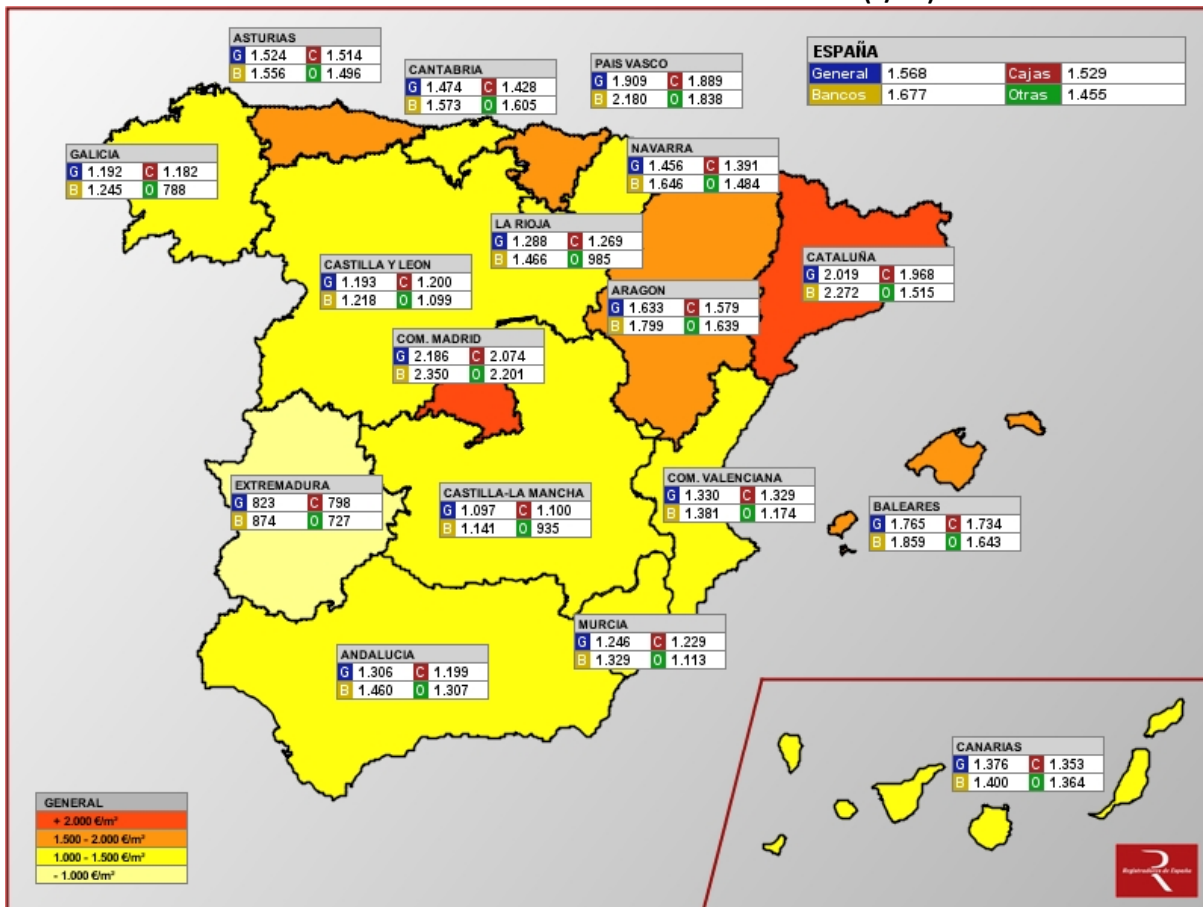 ASTURIAS
G 1.524 C 1.514
B 1.556 O 1.496
CANTABRIA
G 1.474 C 1.428
B 1.573 O 1.605
PAIS VASCO
G 1.909 C 1.889
B 2.180 O 1.838
ESPAÑA
General 1.568 Cajas 1.529
Bancos 1.677 Otras 1.455
GALICIA
G 1.192 C 1.182
B 1.245 O 788
NAVARRA
G 1.456 C 1.391
B 1.646 O 1.484
LA RIOJA
G 1.288 C 1.269
B 1.466 O 985
CASTILLA Y LEON
G 1.193 C 1.200
B 1.218 O 1.099
CATALUÑA
G 2.019 C 1.968
B 2.272 O 1.515
ARAGON
G 1.633 C 1.579
B 1.799 O 1.639
COM. MADRID
G 2.186 C 2.074
B 2.350 O 2.201
EXTREMADURA
G 823 C 798
B 874 O 727
CASTILLA-LA MANCHA
G 1.097 C 1.100
B 1.141 O 935
COM. VALENCIANA
G 1.330 C 1.329
B 1.381 O 1.174
BALEARES
G 1.765 C 1.734
B 1.859 O 1.643
MURCIA
G 1.246 C 1.229
B 1.329 O 1.113
ANDALUCIA
G 1.306 C 1.199
B 1.460 O 1.307
CANARIAS
G 1.376 C 1.353
B 1.400 O 1.364
GENERAL
+ 2.000 €/m²
1.500 - 2.000 €/m²
1.000 - 1.500 €/m²
- 1.000 €/m²
R
Registradores de España